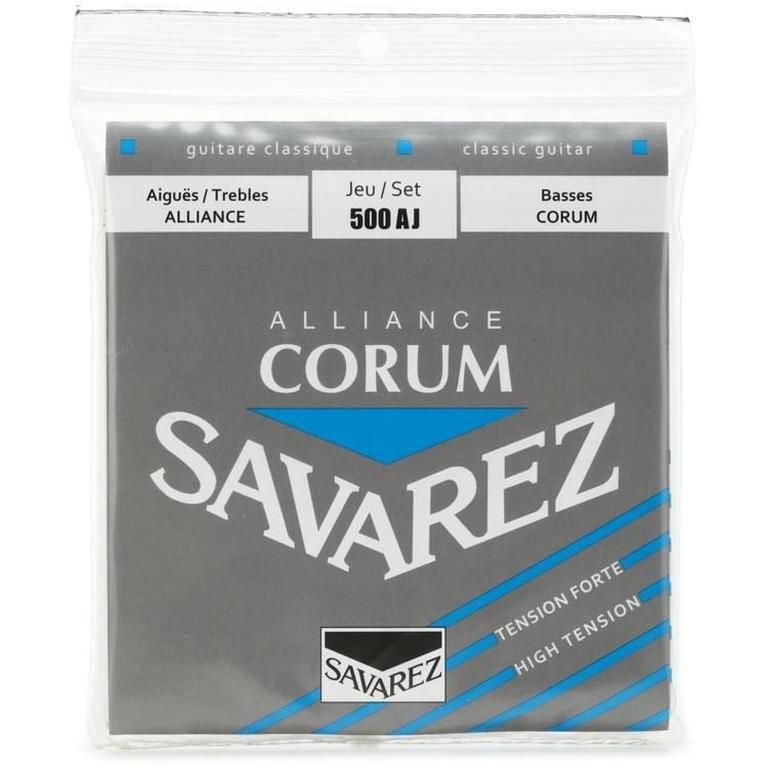 guitare classique classic guitar
Aiguës / Trebles
ALLIANCE
Jeu / Set
500 AJ
Basses
CORUM
ALLIANCE
CORUM
SAVAREZ
TENSION FORTE
HIGH TENSION
SAVAREZ